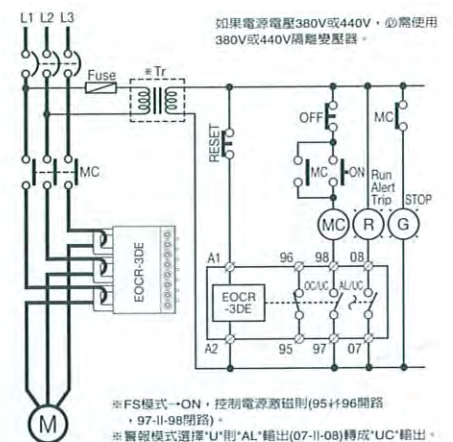 L1 L2 L3
如果電源電壓380V或440V，必需使用
380V或440V隔離變壓器。
Fuse
※Tr
RESET
OFF
MC
MC
MC
ON
Run
Alert
Trip
STOP
MC
R
G
A1
96
98
08
EOCR-3DE
EOCR
-3DE
OC/UC
AL/UC
A2
95
97
07
M
※FS模式→ON，控制電源激磁則(95⫲96開路
，97-II-98閉路)。
※警報模式選擇"U"則"AL"輸出(07-II-08)轉成"UC"輸出。